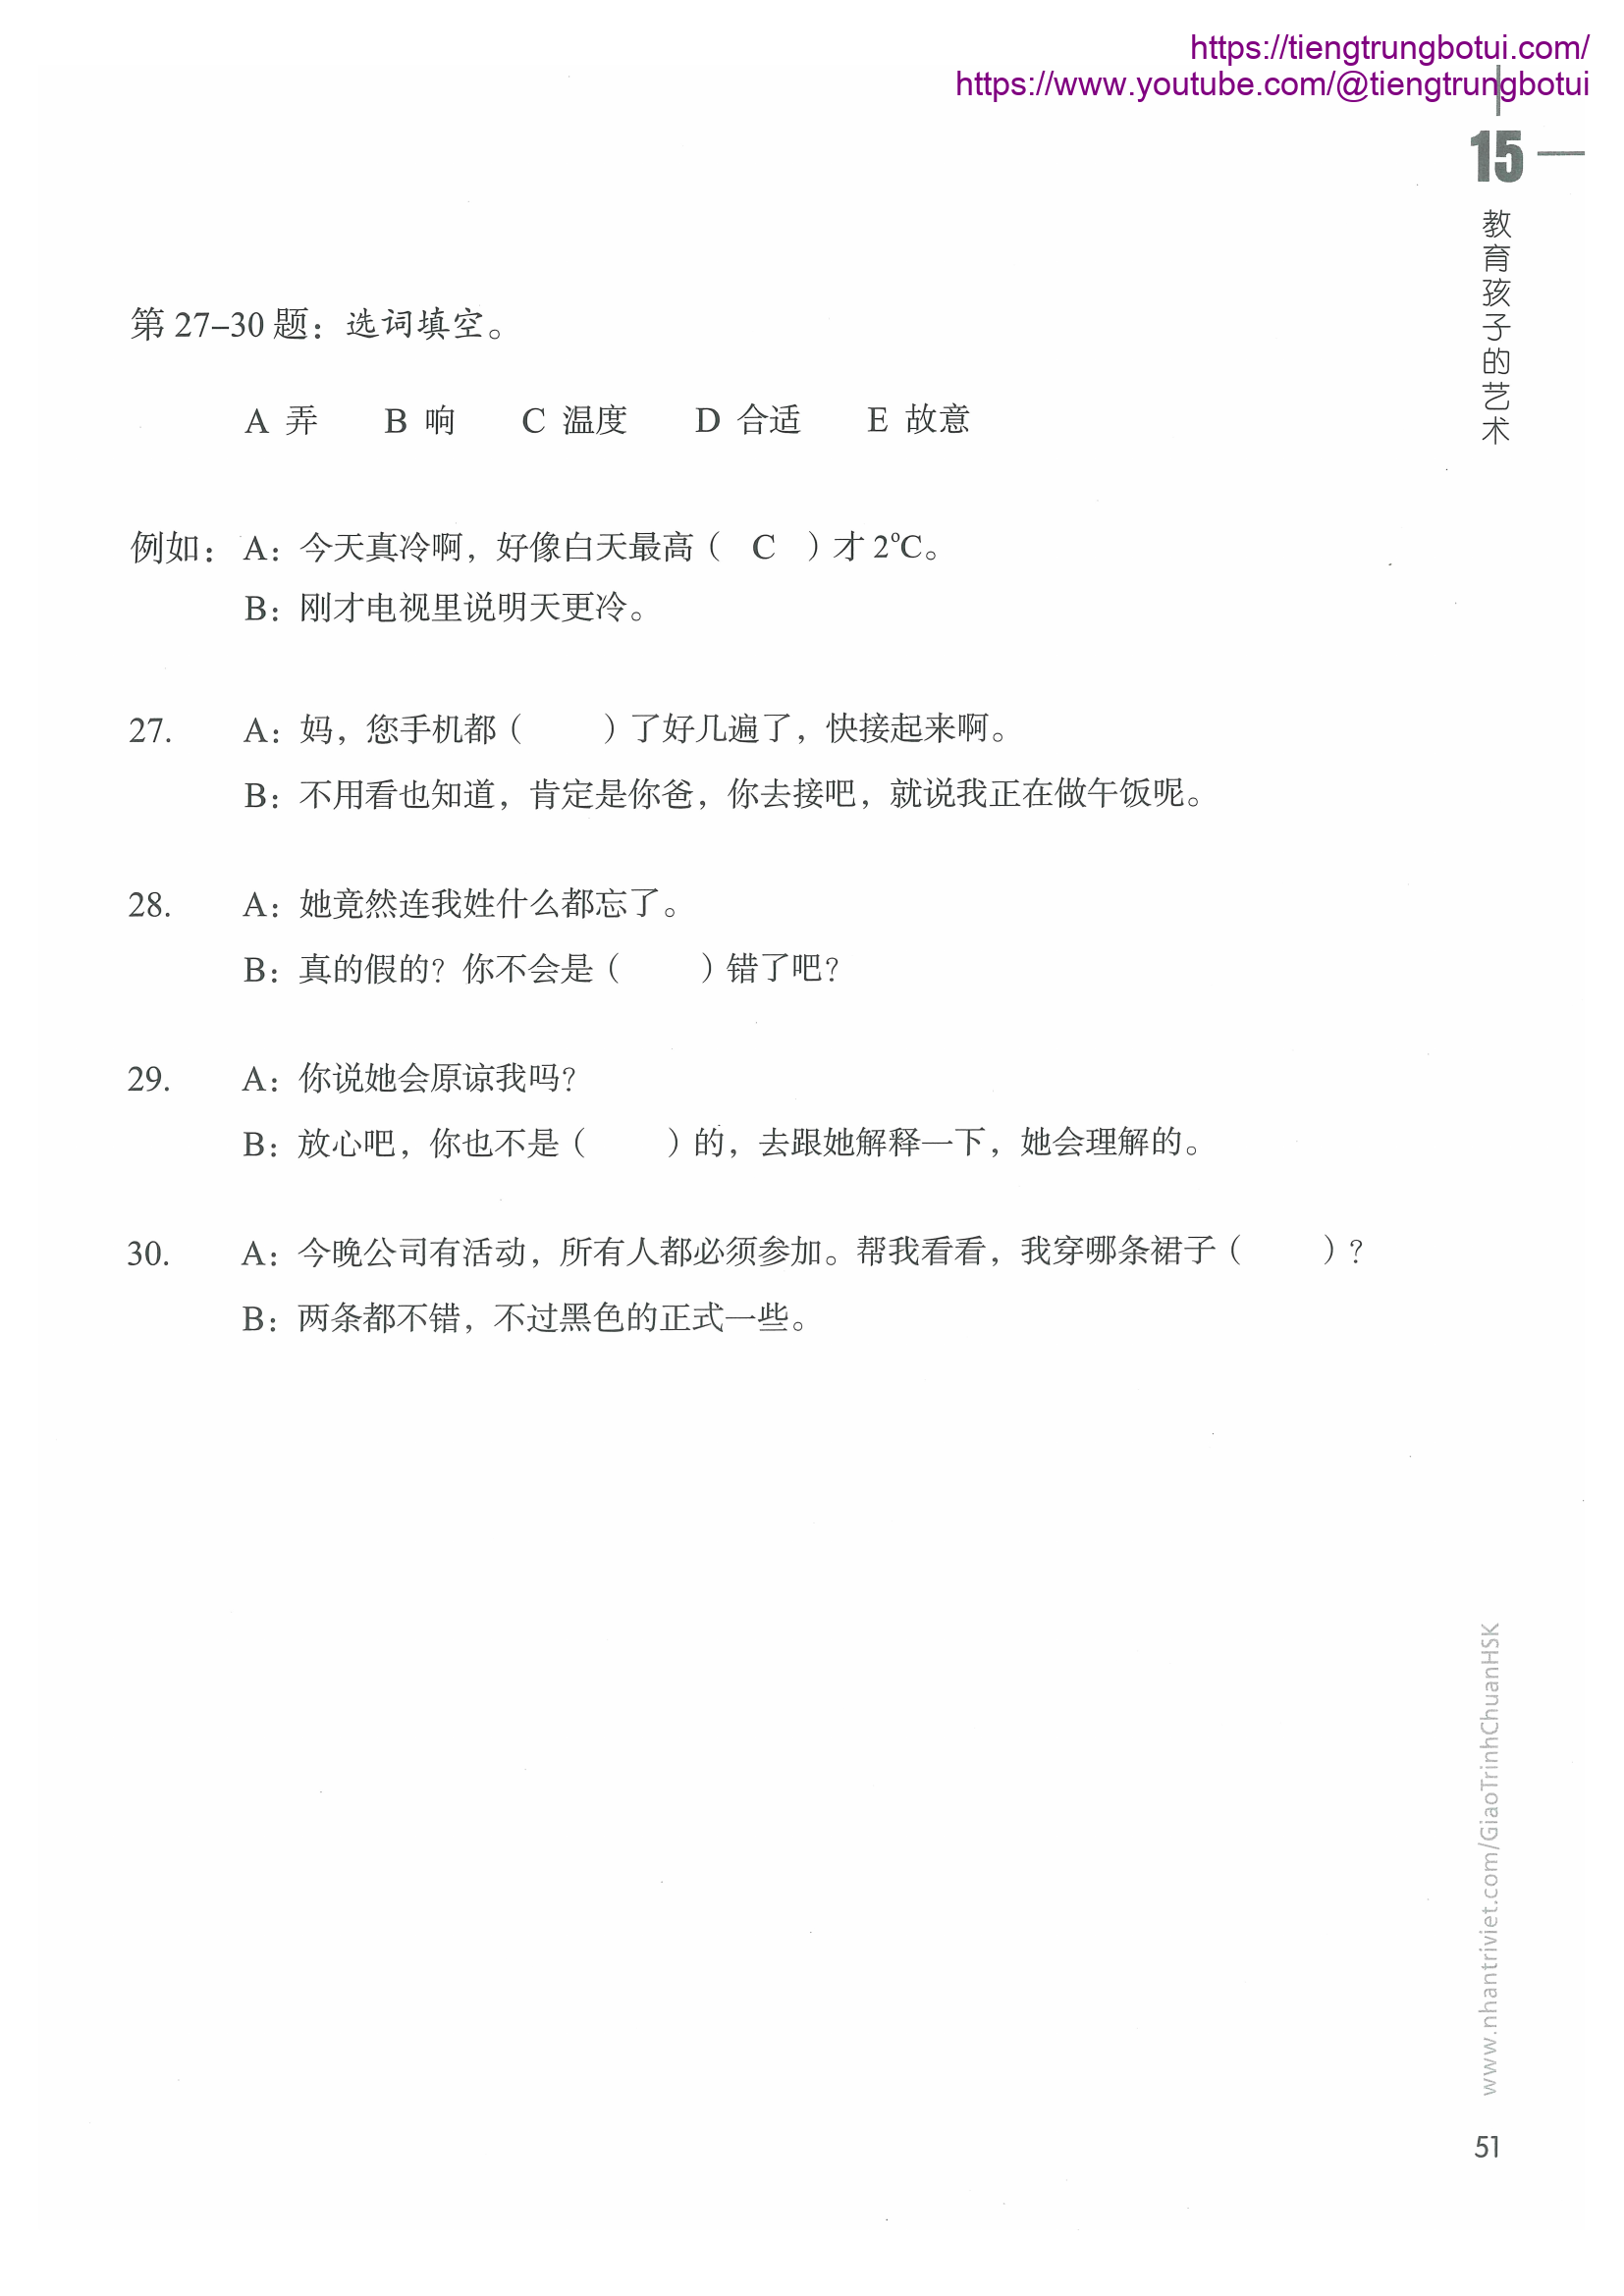 https://tiengtrungbotui.com/
https://www.youtube.com/@tiengtrungbotui
15
教育孩子的艺术
第 27–30 题：选词填空。
A 弄 B 响 C 温度 D 合适 E 故意
例如：A：今天真冷啊，好像白天最高（ C ）才 2ºC。
B：刚才电视里说明天更冷。
27. A：妈，您手机都（ ）了好几遍了，快接起来啊。
B：不用看也知道，肯定是你爸，你去接吧，就说我正在做午饭呢。
28. A：她竟然连我姓什么都忘了。
B：真的假的？你不会是（ ）错了吧？
29. A：你说她会原谅我吗？
B：放心吧，你也不是（ ）的，去跟她解释一下，她会理解的。
30. A：今晚公司有活动，所有人都必须参加。帮我看看，我穿哪条裙子（ ）？
B：两条都不错，不过黑色的正式一些。
www.nhantriviet.com/GiaoTrinhChuanHSK
51